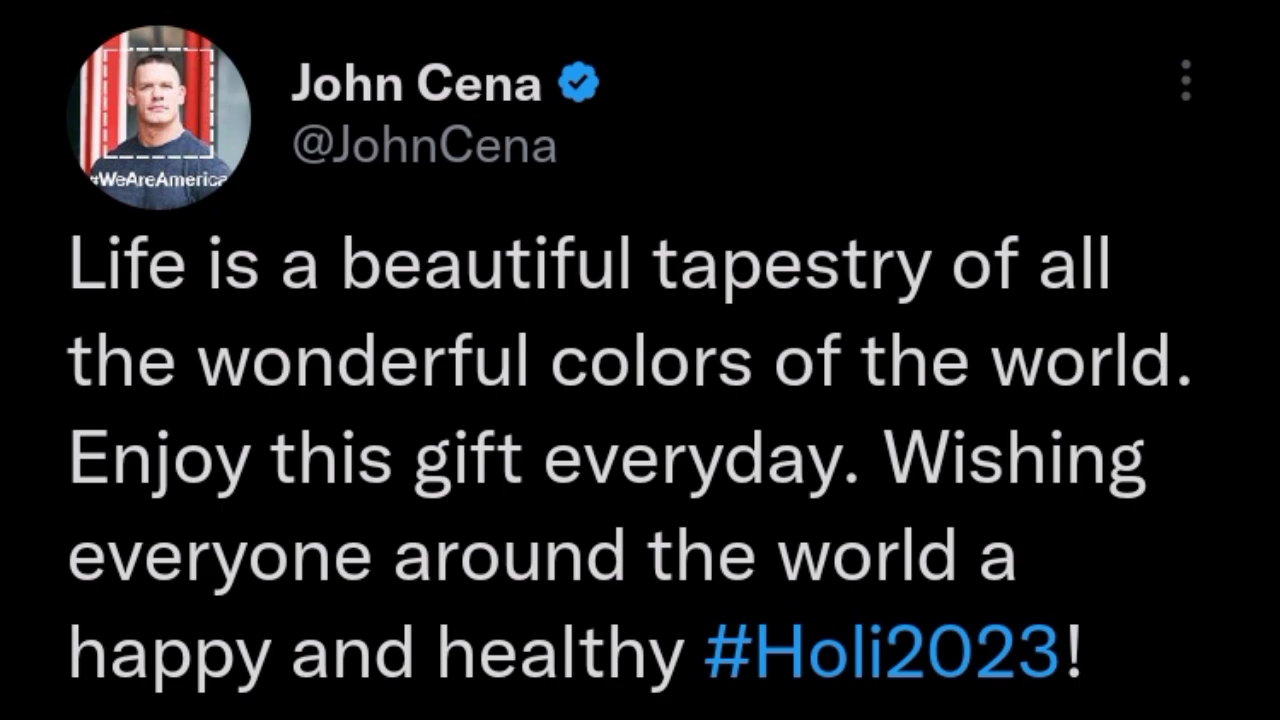 John Cena
@JohnCena
#WeAreAmerica
Life is a beautiful tapestry of all
the wonderful colors of the world.
Enjoy this gift everyday. Wishing
everyone around the world a
happy and healthy #Holi2023!